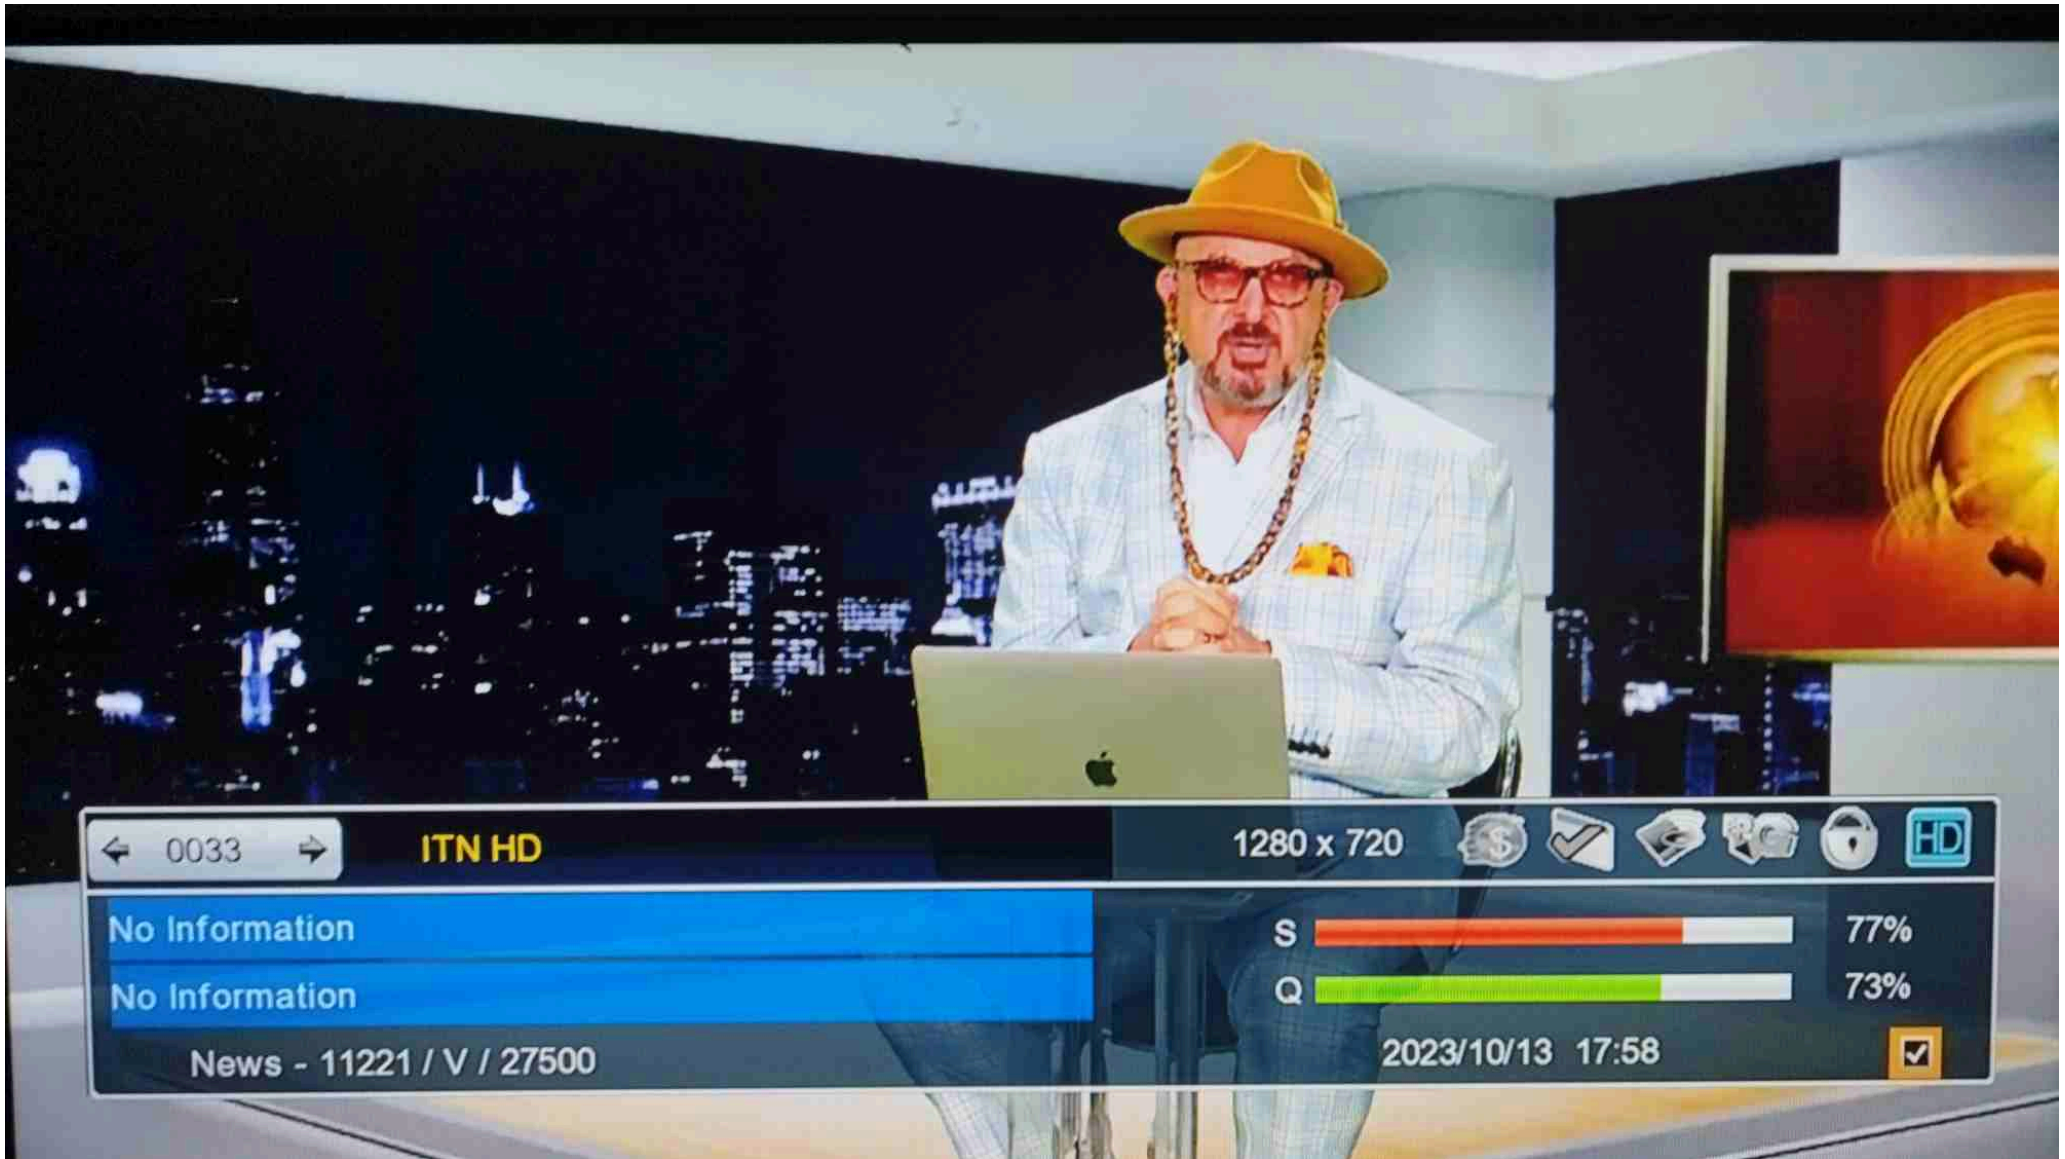 0033
ITN HD
1280 x 720
HD
No Information
S
77%
No Information
Q
73%
News - 11221 / V / 27500
2023/10/13 17:58